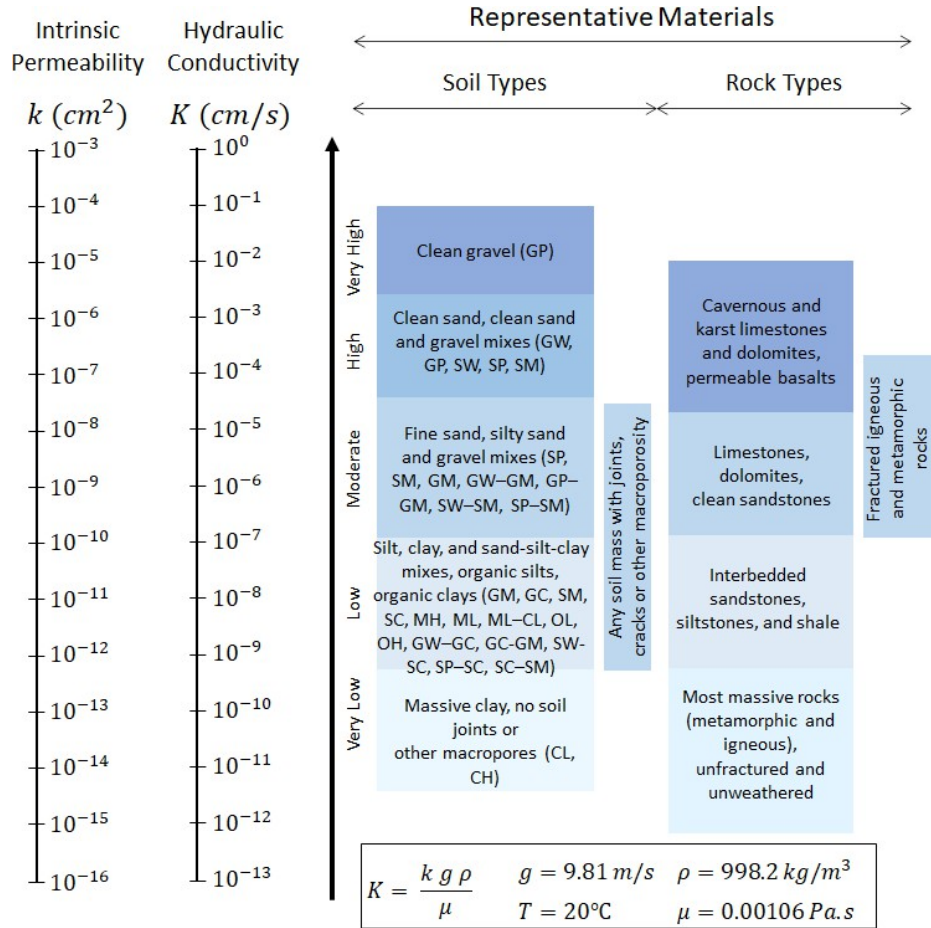 Representative Materials
Intrinsic
Permeability
Hydraulic
Conductivity
Soil Types
Rock Types
k (cm²)
K (cm/s)
10⁻³
10⁻⁴
10⁻⁵
10⁻⁶
10⁻⁷
10⁻⁸
10⁻⁹
10⁻¹⁰
10⁻¹¹
10⁻¹²
10⁻¹³
10⁻¹⁴
10⁻¹⁵
10⁻¹⁶
10⁰
10⁻¹
10⁻²
10⁻³
10⁻⁴
10⁻⁵
10⁻⁶
10⁻⁷
10⁻⁸
10⁻⁹
10⁻¹⁰
10⁻¹¹
10⁻¹²
10⁻¹³
Very High
High
Moderate
Low
Very Low
Clean gravel (GP)
Clean sand, clean sand
and gravel mixes (GW,
GP, SW, SP, SM)
Fine sand, silty sand
and gravel mixes (SP,
SM, GM, GW–GM, GP–
GM, SW–SM, SP–SM)
Silt, clay, and sand-silt-clay
mixes, organic silts,
organic clays (GM, GC, SM,
SC, MH, ML, ML–CL, OL,
OH, GW–GC, GC-GM, SW-
SC, SP–SC, SC–SM)
Massive clay, no soil
joints or
other macropores (CL,
CH)
Any soil mass with joints,
cracks or other macroporosity
Cavernous and
karst limestones
and dolomites,
permeable basalts
Limestones,
dolomites,
clean sandstones
Interbedded
sandstones,
siltstones, and shale
Most massive rocks
(metamorphic and
igneous),
unfractured and
unweathered
Fractured igneous
and metamorphic
rocks
K = k g ρ / μ
g = 9.81 m/s
ρ = 998.2 kg/m³
T = 20℃
μ = 0.00106 Pa.s